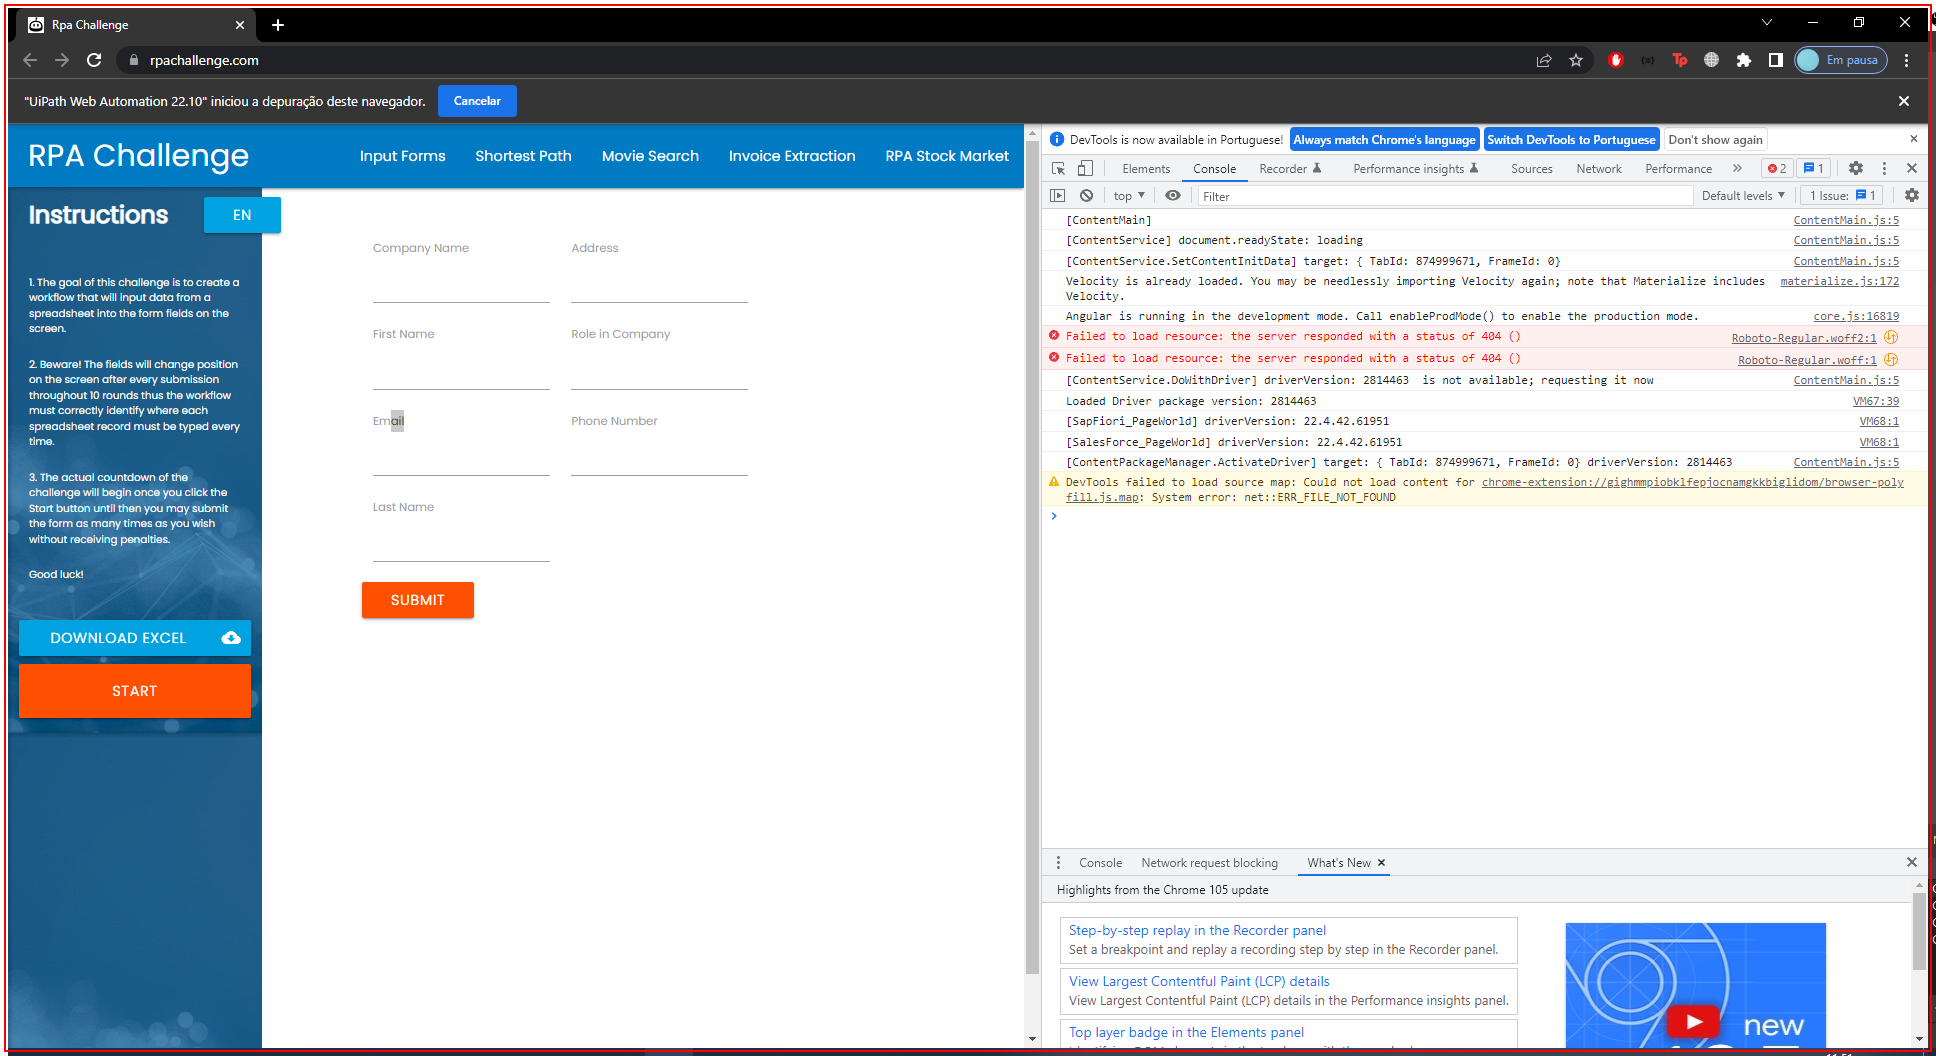 Rpa Challenge
rpachallenge.com
Tp
Em pausa
"UiPath Web Automation 22.10" iniciou a depuração deste navegador.
Cancelar
RPA Challenge
Input Forms
Shortest Path
Movie Search
Invoice Extraction
RPA Stock Market
Instructions
EN
1. The goal of this challenge is to create a
workflow that will input data from a
spreadsheet into the form fields on the
screen.
2. Beware! The fields will change position
on the screen after every submission
throughout 10 rounds thus the workflow
must correctly identify where each
spreadsheet record must be typed every
time.
3. The actual countdown of the
challenge will begin once you click the
Start button until then you may submit
the form as many times as you wish
without receiving penalties.
Good luck!
DOWNLOAD EXCEL
START
Company Name
Address
First Name
Role in Company
Email
Phone Number
Last Name
SUBMIT
DevTools is now available in Portuguese!
Always match Chrome's language
Switch DevTools to Portuguese
Don't show again
Elements
Console
Recorder
Performance insights
Sources
Network
Performance
2
1
top
Filter
Default levels
1 Issue: 1
[ContentMain] ContentMain.js:5
[ContentService] document.readyState: loading ContentMain.js:5
[ContentService.SetContentInitData] target: { TabId: 874999671, FrameId: 0} ContentMain.js:5
Velocity is already loaded. You may be needlessly importing Velocity again; note that Materialize includes materialize.js:172
Velocity.
Angular is running in the development mode. Call enableProdMode() to enable the production mode. core.js:16819
Failed to load resource: the server responded with a status of 404 () Roboto-Regular.woff2:1
Failed to load resource: the server responded with a status of 404 () Roboto-Regular.woff:1
[ContentService.DoWithDriver] driverVersion: 2814463 is not available; requesting it now ContentMain.js:5
Loaded Driver package version: 2814463 VM67:39
[SapFiori_PageWorld] driverVersion: 22.4.42.61951 VM68:1
[SalesForce_PageWorld] driverVersion: 22.4.42.61951 VM68:1
[ContentPackageManager.ActivateDriver] target: { TabId: 874999671, FrameId: 0} driverVersion: 2814463 ContentMain.js:5
DevTools failed to load source map: Could not load content for chrome-extension://gighmmpiobklfepjocnamgkkbiglidom/browser-poly
fill.js.map: System error: net::ERR_FILE_NOT_FOUND
Console
Network request blocking
What's New
Highlights from the Chrome 105 update
Step-by-step replay in the Recorder panel
Set a breakpoint and replay a recording step by step in the Recorder panel.
View Largest Contentful Paint (LCP) details
View Largest Contentful Paint (LCP) details in the Performance insights panel.
Top layer badge in the Elements panel
new